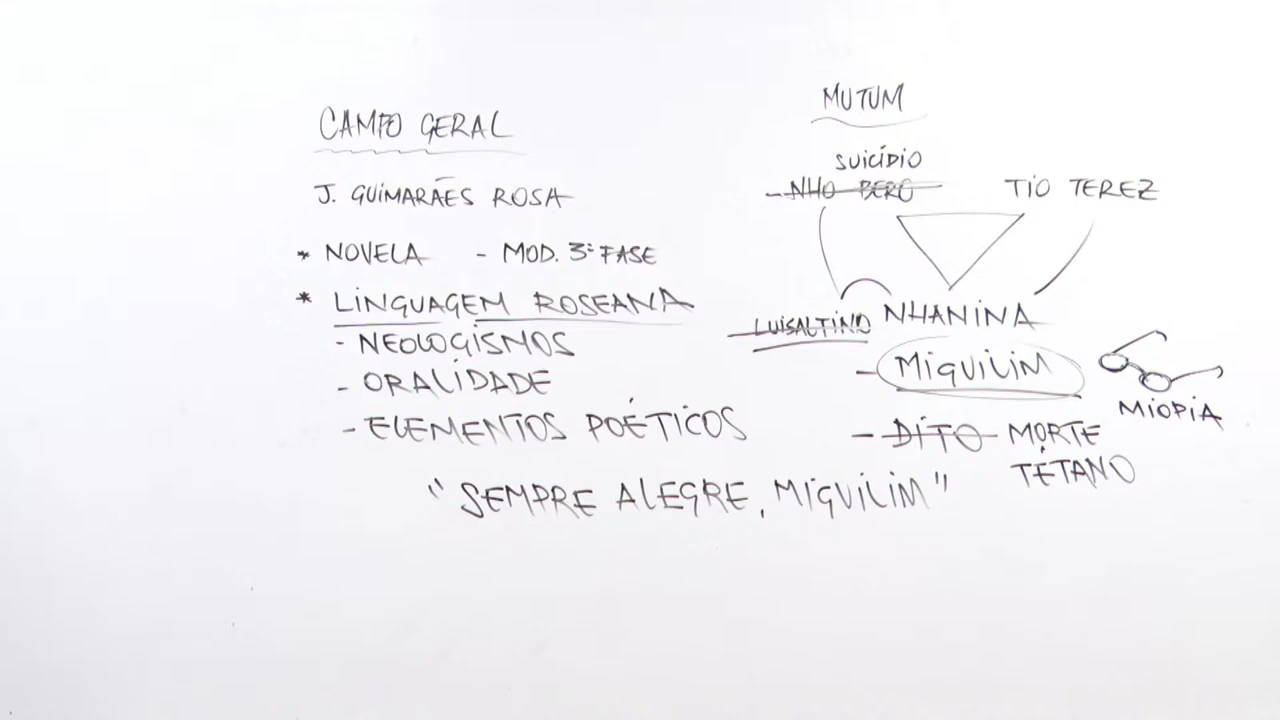 CAMPO GERAL
J. GUIMARÃES ROSA
* NOVELA - MOD. 3ª FASE
* LINGUAGEM ROSEANA
- NEOLOGISMOS
- ORALIDADE
- ELEMENTOS POÉTICOS
"SEMPRE ALEGRE, MIGUILIM"
MUTUM
SUICÍDIO
- NHO BERO
TIO TEREZ
LUISALTINO
NHANINA
- MIGUILIM
MIOPIA
- DITO - MORTE
TÉTANO